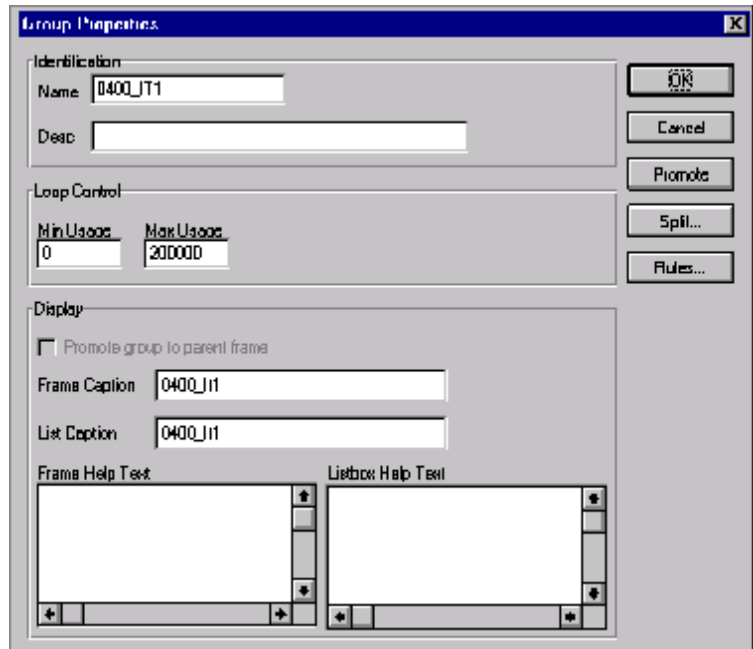 Group Properties
Identification
Name 0400_IT1
Desc
Loop Control
Min Usage Max Usage
0 200000
Display
Promote group to parent frame
Frame Caption 0400_It1
List Caption 0400_It1
Frame Help Text Listbox Help Text
OK
Cancel
Promote
Split...
Rules...